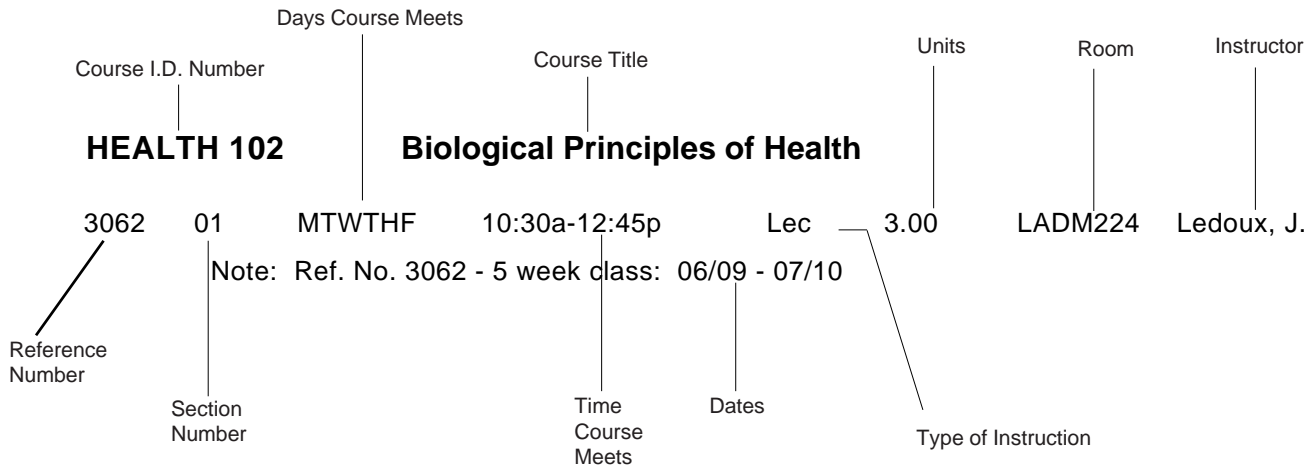 Days Course Meets
Units Room Instructor
Course I.D. Number Course Title
HEALTH 102 Biological Principles of Health
3062 01 MTWTHF 10:30a-12:45p Lec 3.00 LADM224 Ledoux, J.
Note: Ref. No. 3062 - 5 week class: 06/09 - 07/10
Reference
Number
Section
Number
Time
Course
Meets
Dates
Type of Instruction